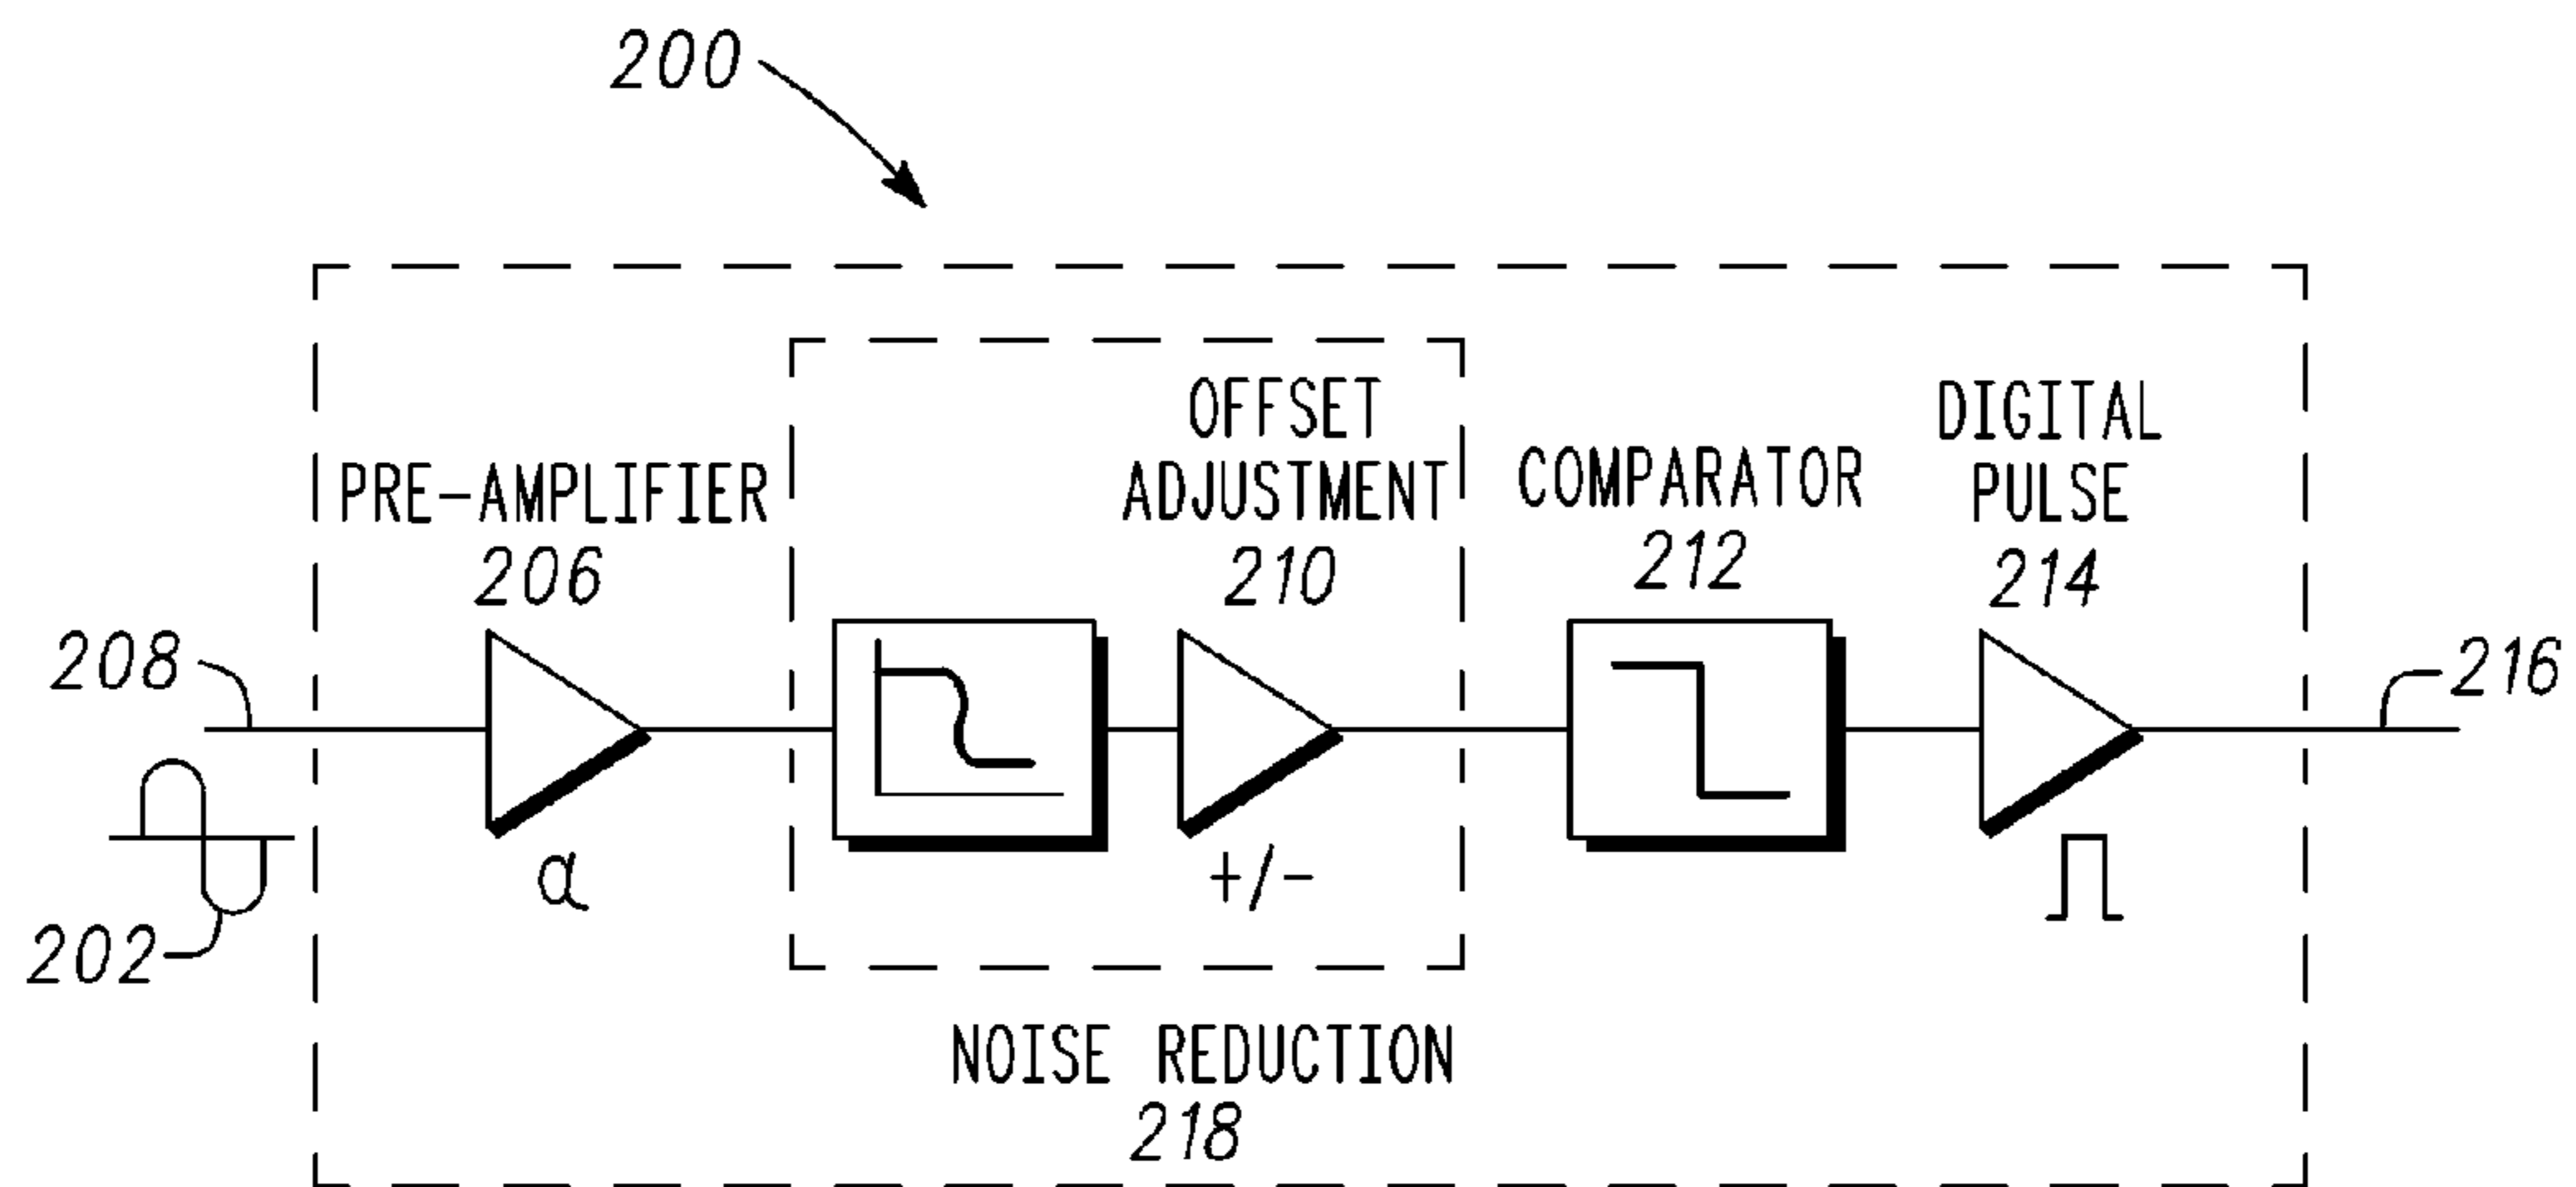 200
OFFSET
ADJUSTMENT
210
DIGITAL
PULSE
214
PRE-AMPLIFIER
206
COMPARATOR
212
208
216
202
α
+/-
NOISE REDUCTION
218